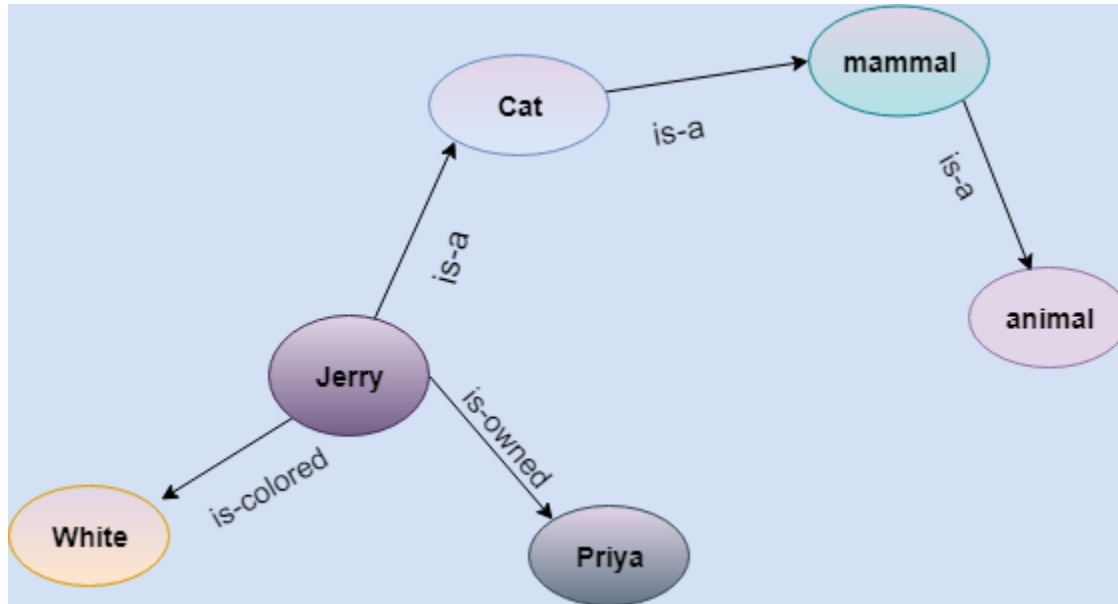 mammal
Cat
is-a
is-a
is-a
animal
Jerry
is-owned
is-colored
White
Priya